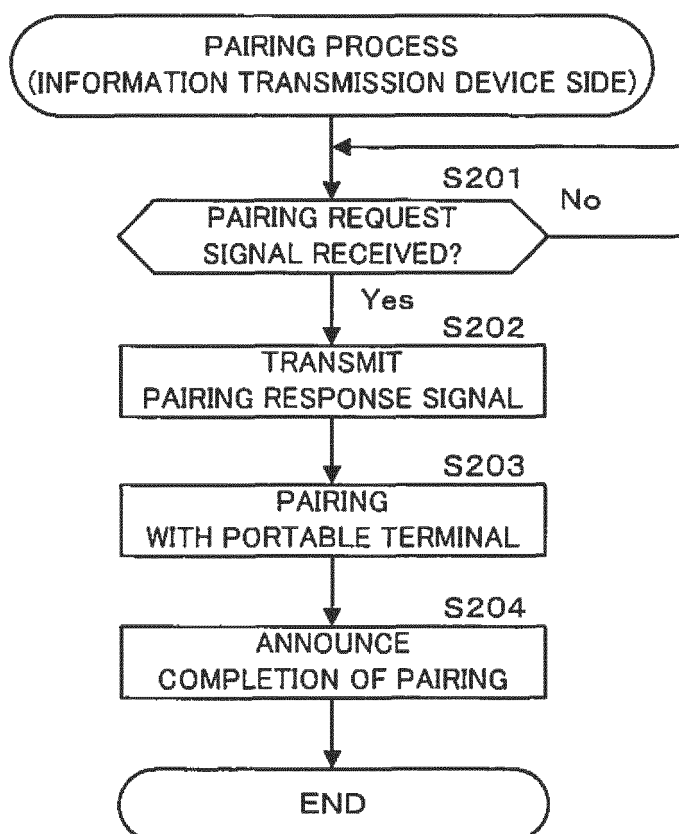 PAIRING PROCESS
(INFORMATION TRANSMISSION DEVICE SIDE)
S201
PAIRING REQUEST
SIGNAL RECEIVED?
No
Yes
S202
TRANSMIT
PAIRING RESPONSE SIGNAL
S203
PAIRING
WITH PORTABLE TERMINAL
S204
ANNOUNCE
COMPLETION OF PAIRING
END